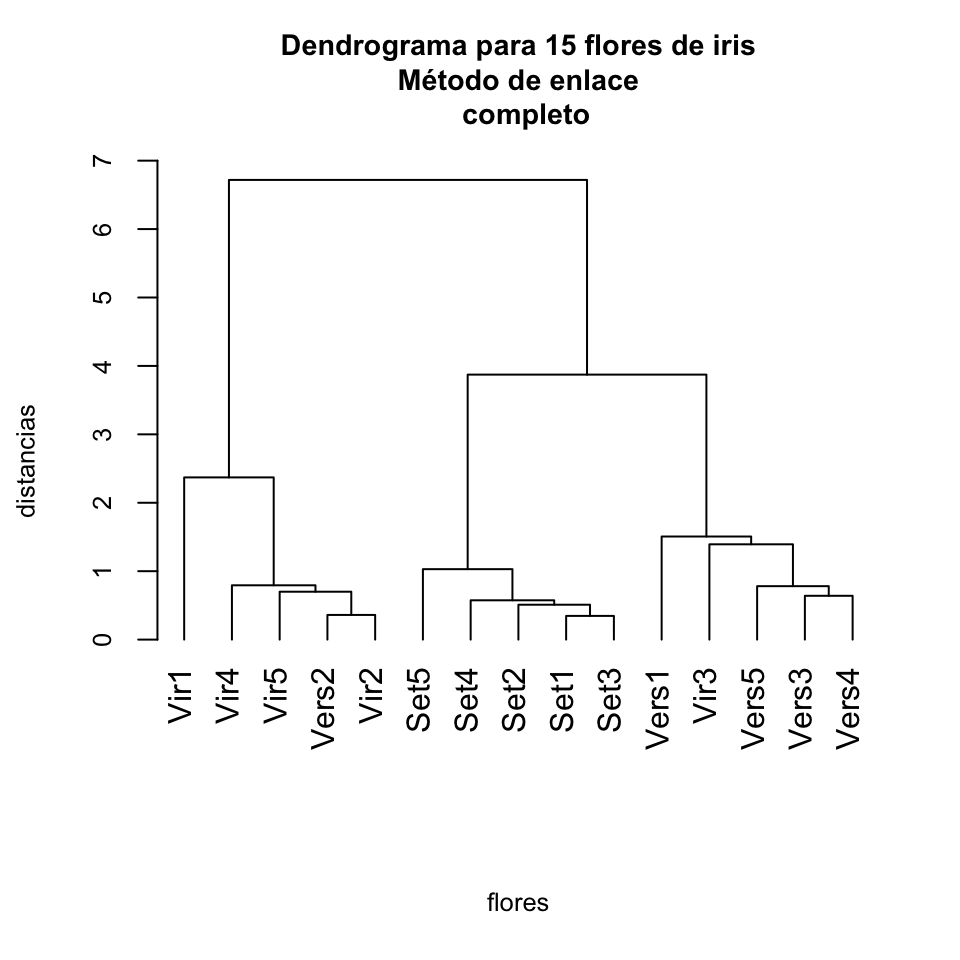 Dendrograma para 15 flores de iris
Método de enlace
completo
7
6
5
4
3
2
1
0
distancias
Vir1
Vir4
Vir5
Vers2
Vir2
Set5
Set4
Set2
Set1
Set3
Vers1
Vir3
Vers5
Vers3
Vers4
flores